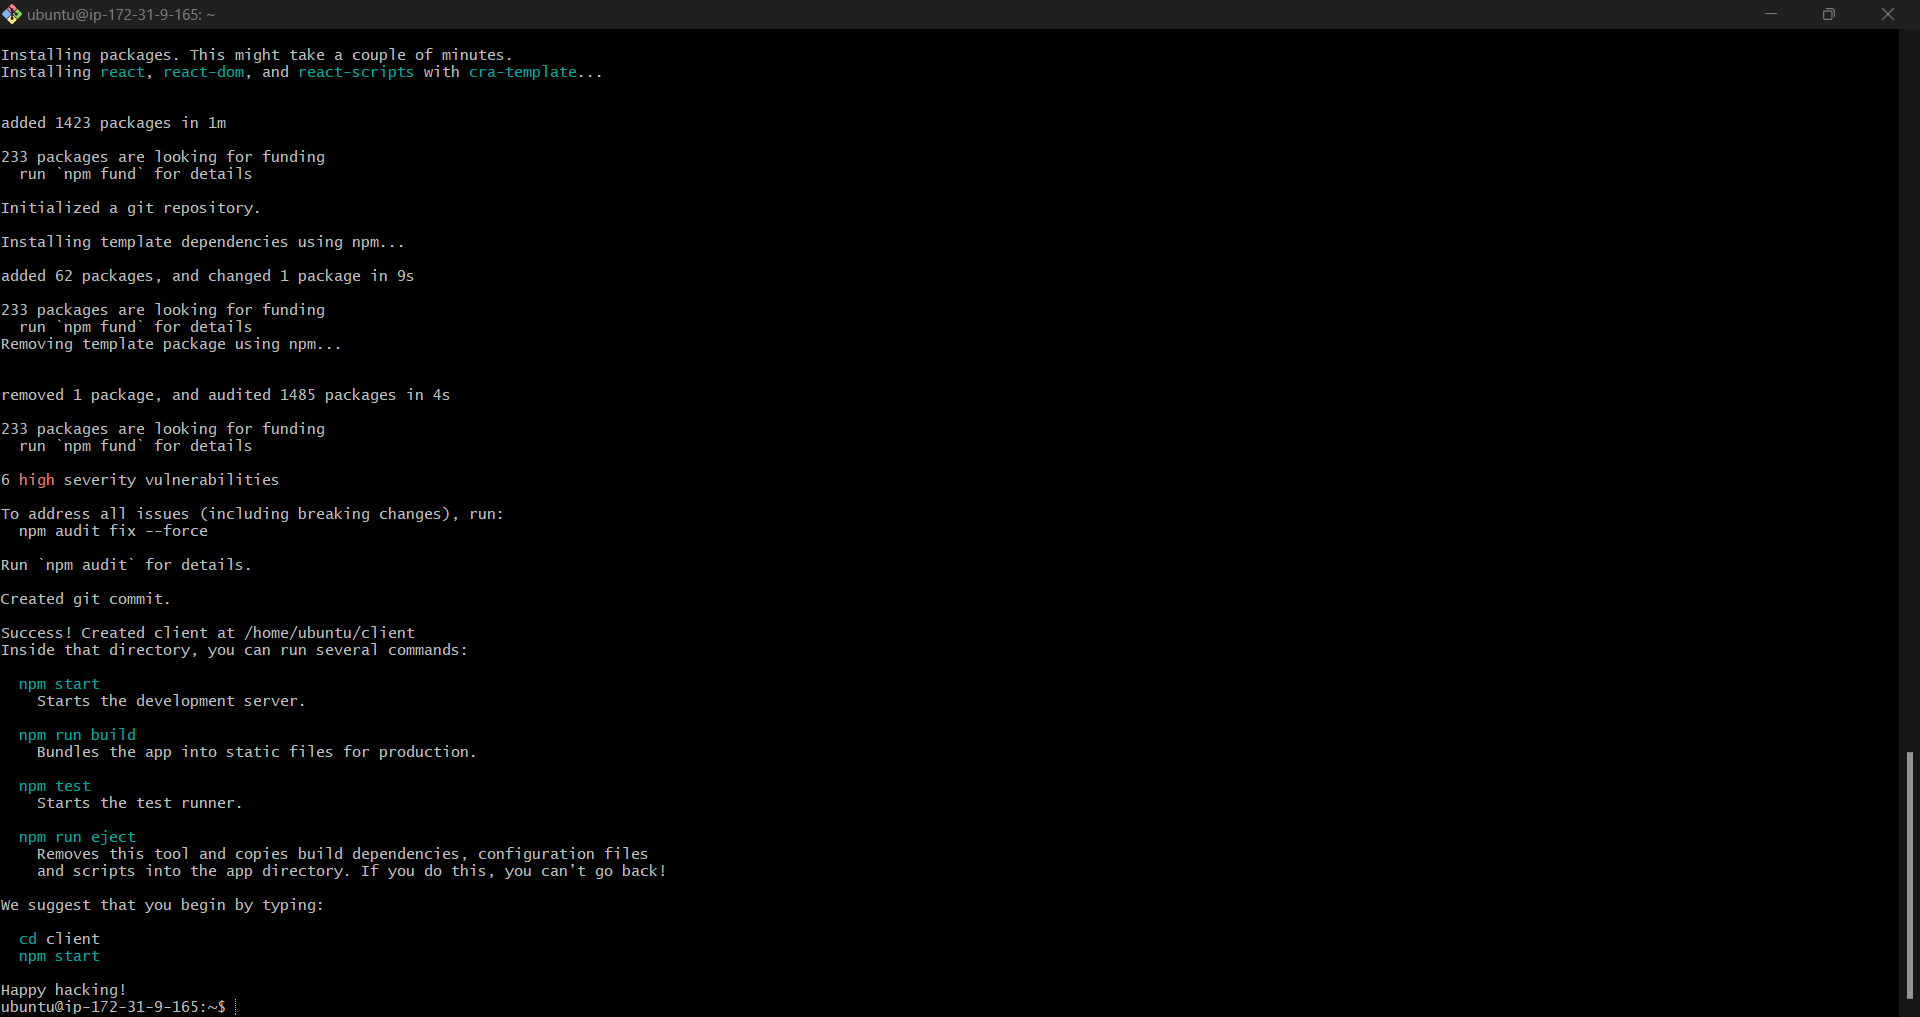 ubuntu@ip-172-31-9-165: ~
Installing packages. This might take a couple of minutes.
Installing react, react-dom, and react-scripts with cra-template...
added 1423 packages in 1m
233 packages are looking for funding
  run `npm fund` for details
Initialized a git repository.
Installing template dependencies using npm...
added 62 packages, and changed 1 package in 9s
233 packages are looking for funding
  run `npm fund` for details
Removing template package using npm...
removed 1 package, and audited 1485 packages in 4s
233 packages are looking for funding
  run `npm fund` for details
6 high severity vulnerabilities
To address all issues (including breaking changes), run:
  npm audit fix --force
Run `npm audit` for details.
Created git commit.
Success! Created client at /home/ubuntu/client
Inside that directory, you can run several commands:
  npm start
    Starts the development server.
  npm run build
    Bundles the app into static files for production.
  npm test
    Starts the test runner.
  npm run eject
    Removes this tool and copies build dependencies, configuration files
    and scripts into the app directory. If you do this, you can’t go back!
We suggest that you begin by typing:
  cd client
  npm start
Happy hacking!
ubuntu@ip-172-31-9-165:~$